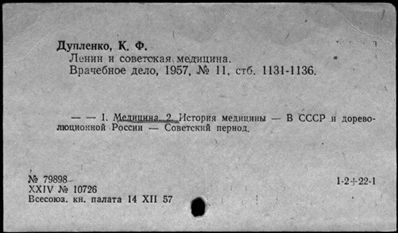 Дупленко, К. Ф.
Ленин и советская медицина.
Врачебное дело, 1957, № 11, стб. 1131-1136.
— — 1. Медицина. 2. История медицины — В СССР и дорево-
люционной России — Советский период.
№ 79898
XXIV № 10726
Всесоюз. кн. палата 14 XII 57
1-2+22-1